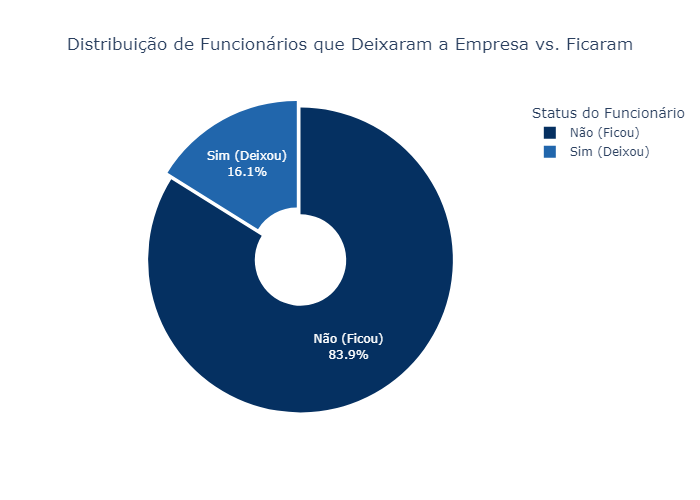 Distribuição de Funcionários que Deixaram a Empresa vs. Ficaram
Status do Funcionário
Não (Ficou)
Sim (Deixou)
Sim (Deixou)
16.1%
Não (Ficou)
83.9%